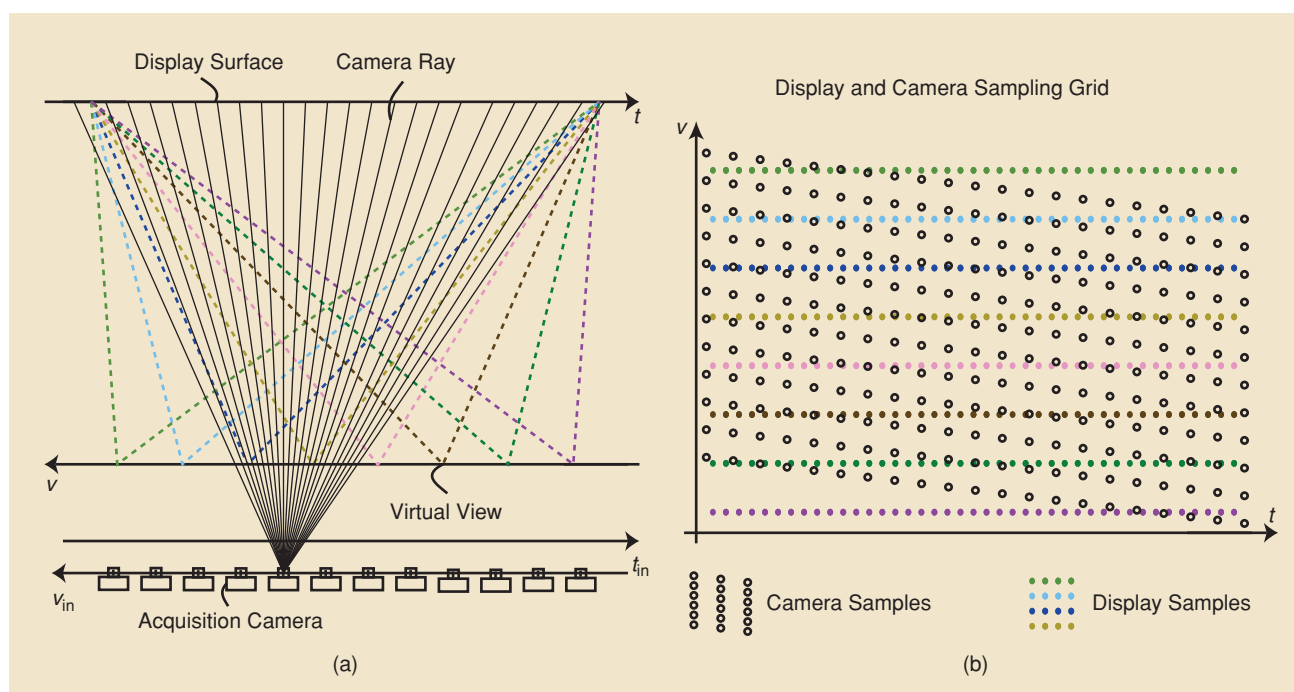 Display Surface
Camera Ray
t
v
Virtual View
t_in
v_in
Acquisition Camera
(a)
Display and Camera Sampling Grid
v
t
Camera Samples
Display Samples
(b)